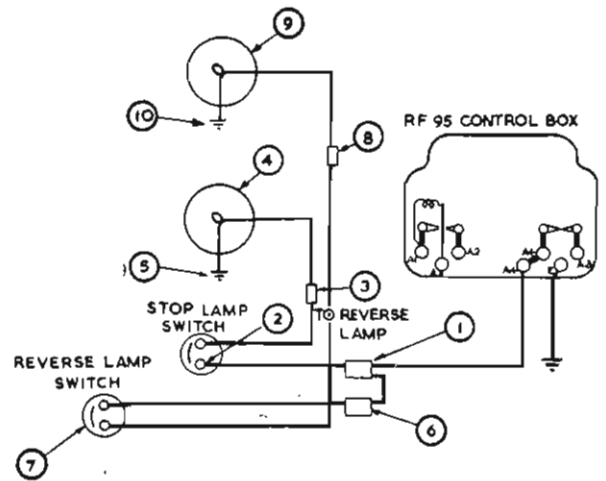 9
10
8
RF 95 CONTROL BOX
4
5
3
A1
A2
A3
A4
E
STOP LAMP
SWITCH
2
TO REVERSE
LAMP
1
REVERSE LAMP
SWITCH
6
7